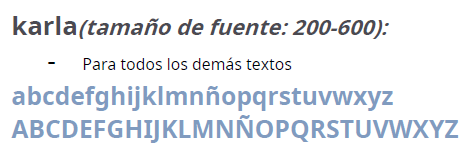 karla(tamaño de fuente: 200-600):
- Para todos los demás textos
abcdefghijklmnñopqrstuvwxyz
ABCDEFGHIJKLMNÑOPQRSTUVWXYZ